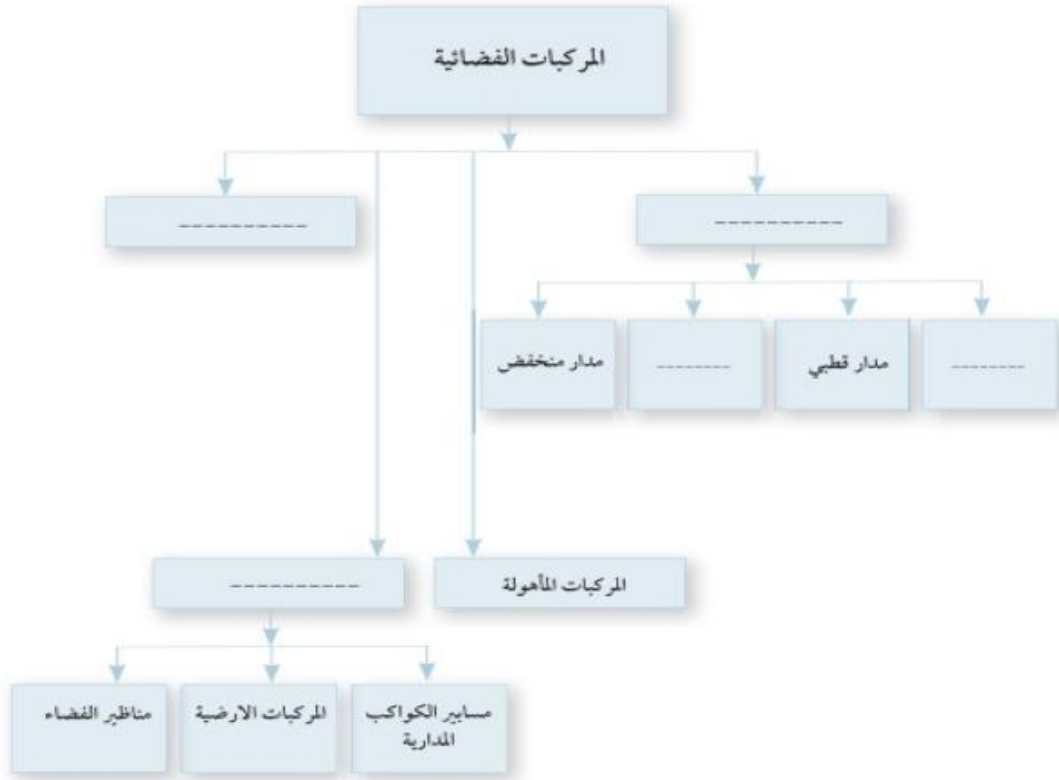 المركبات الفضائية
----------
----------
مدار قطبي
--------
مدار منخفض
--------
المركبات المأهولة
----------
مسابير الكواكب
المدارية
المركبات الارضية
مناظير الفضاء